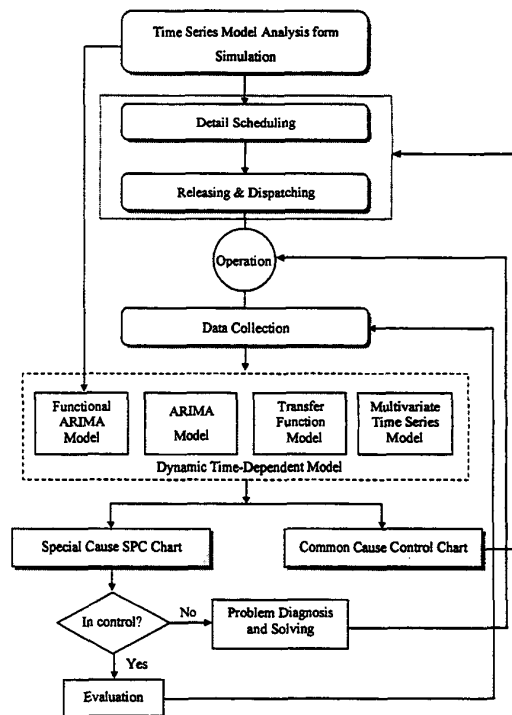 Time Series Model Analysis form
Simulation
Detail Scheduling
Releasing & Dispatching
Operation
Data Collection
Functional
ARIMA
Model
ARIMA
Model
Transfer
Function
Model
Multivariate
Time Series
Model
Dynamic Time-Dependent Model
Special Cause SPC Chart
Common Cause Control Chart
In control?
No
Problem Diagnosis
and Solving
Yes
Evaluation